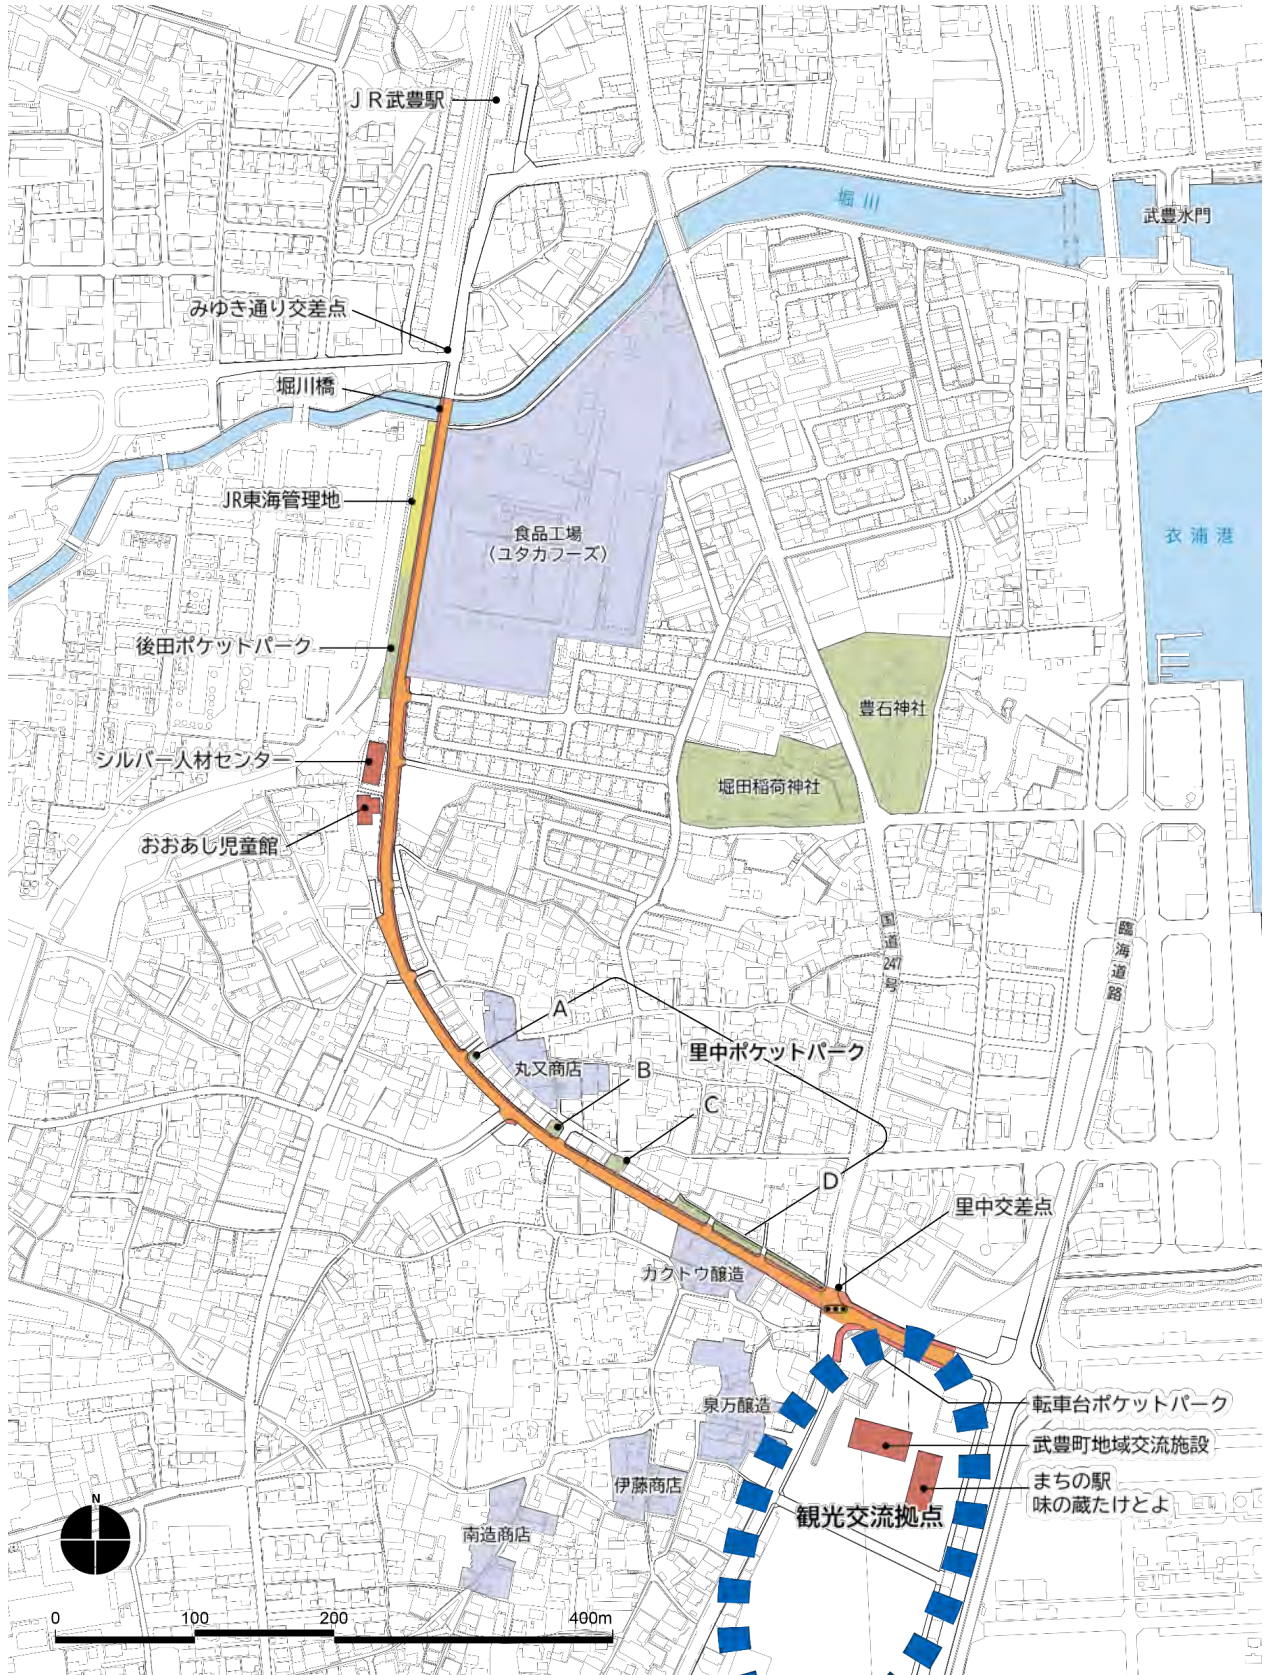 JR武豊駅
堀川
武豊水門
みゆき通り交差点
堀川橋
JR東海管理地
食品工場
(ユタカフーズ)
衣浦港
後田ポケットパーク
豊石神社
シルバー人材センター
堀田稲荷神社
おおあし児童館
国道247号
臨海道路
A
里中ポケットパーク
丸又商店
B
C
D
里中交差点
カクトウ醸造
転車台ポケットパーク
泉万醸造
武豊町地域交流施設
まちの駅
味の蔵たけとよ
伊藤商店
観光交流拠点
南造商店
N
0 100 200 400m